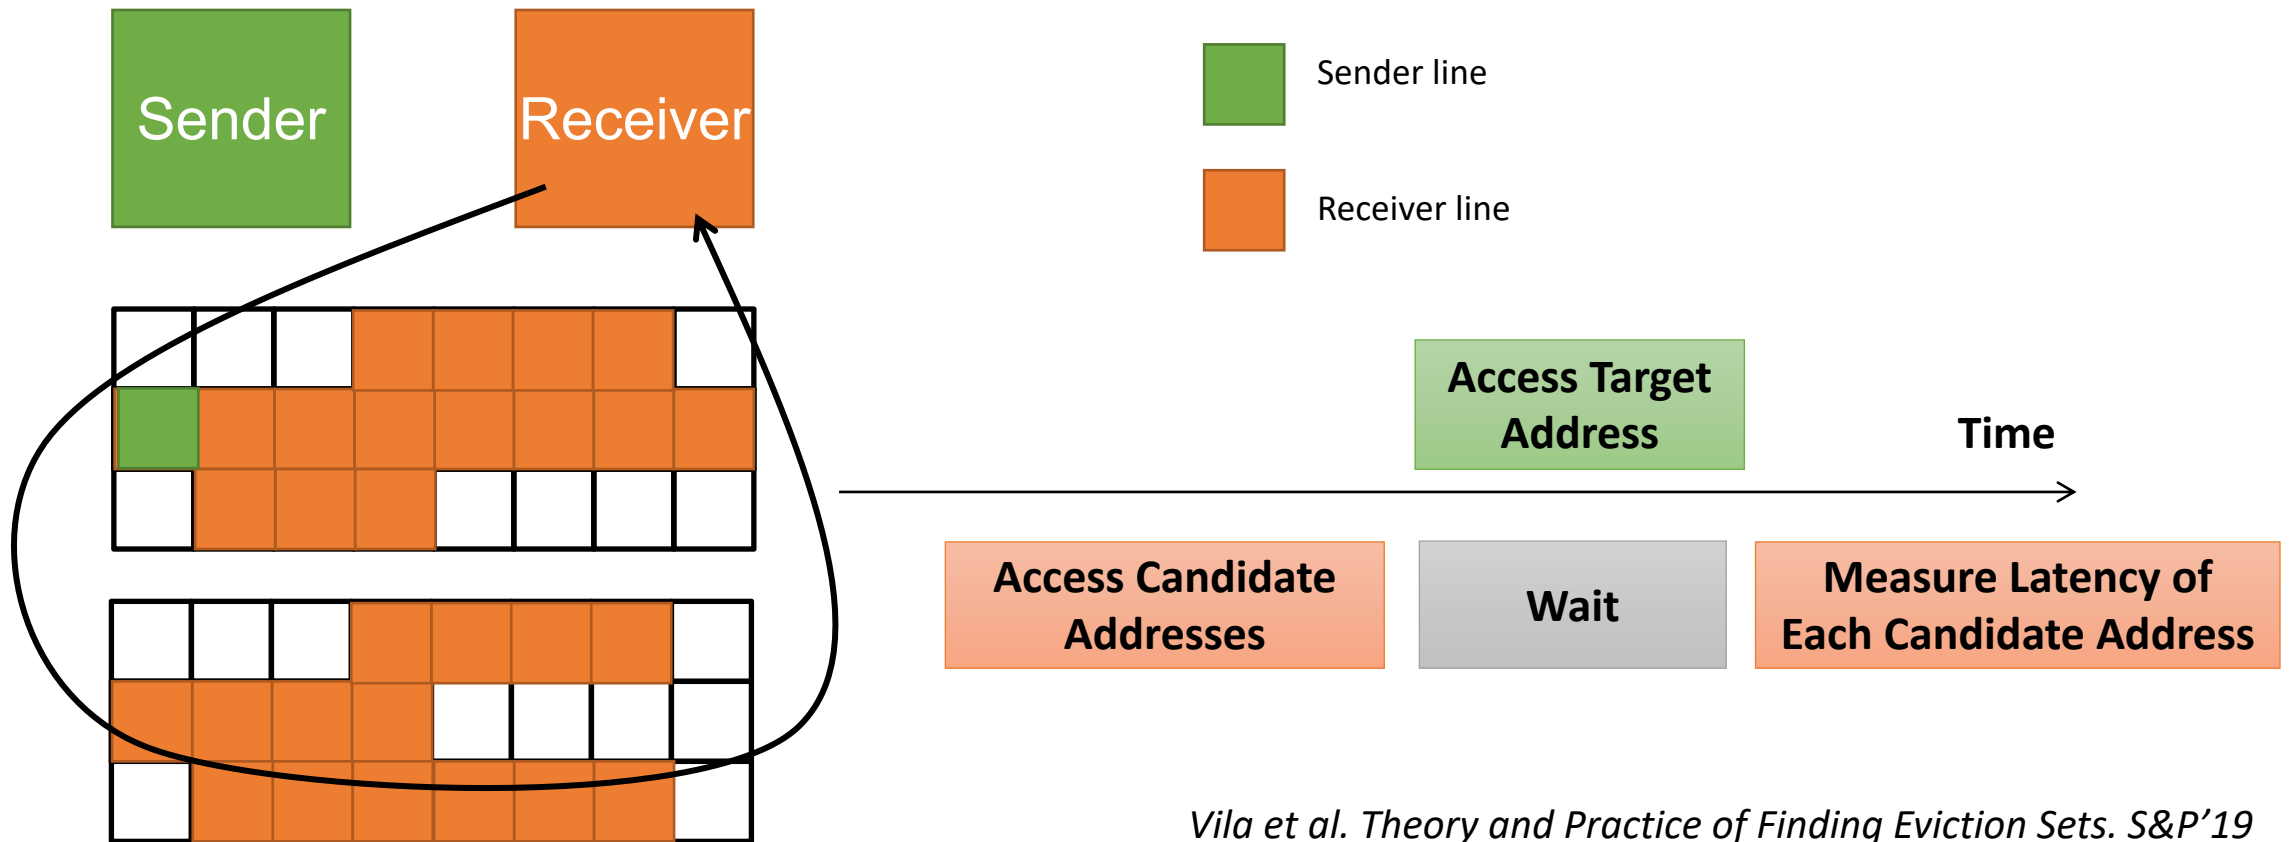 Sender
Receiver
Sender line
Receiver line
Access Target
Address
Time
Access Candidate
Addresses
Wait
Measure Latency of
Each Candidate Address
Vila et al. Theory and Practice of Finding Eviction Sets. S&P’19